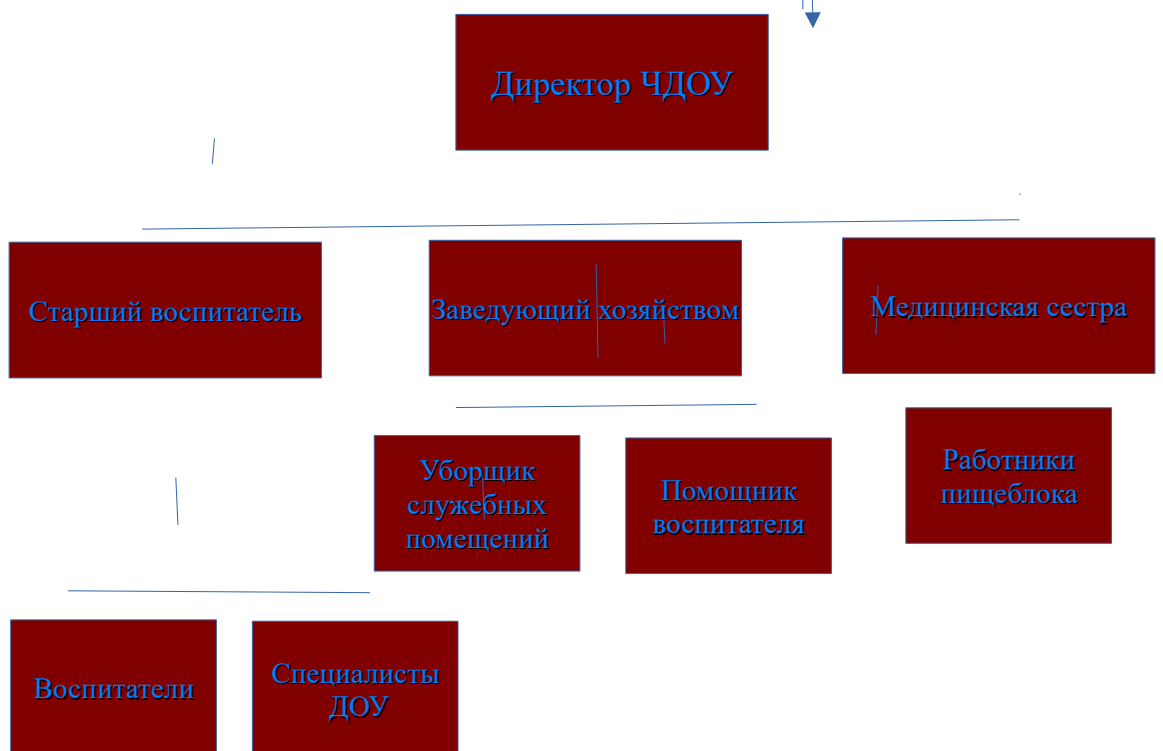 Директор ЧДОУ
Старший воспитатель
Заведующий хозяйством
Медицинская сестра
Уборщик
служебных
помещений
Помощник
воспитателя
Работники
пищеблока
Воспитатели
Специалисты
ДОУ